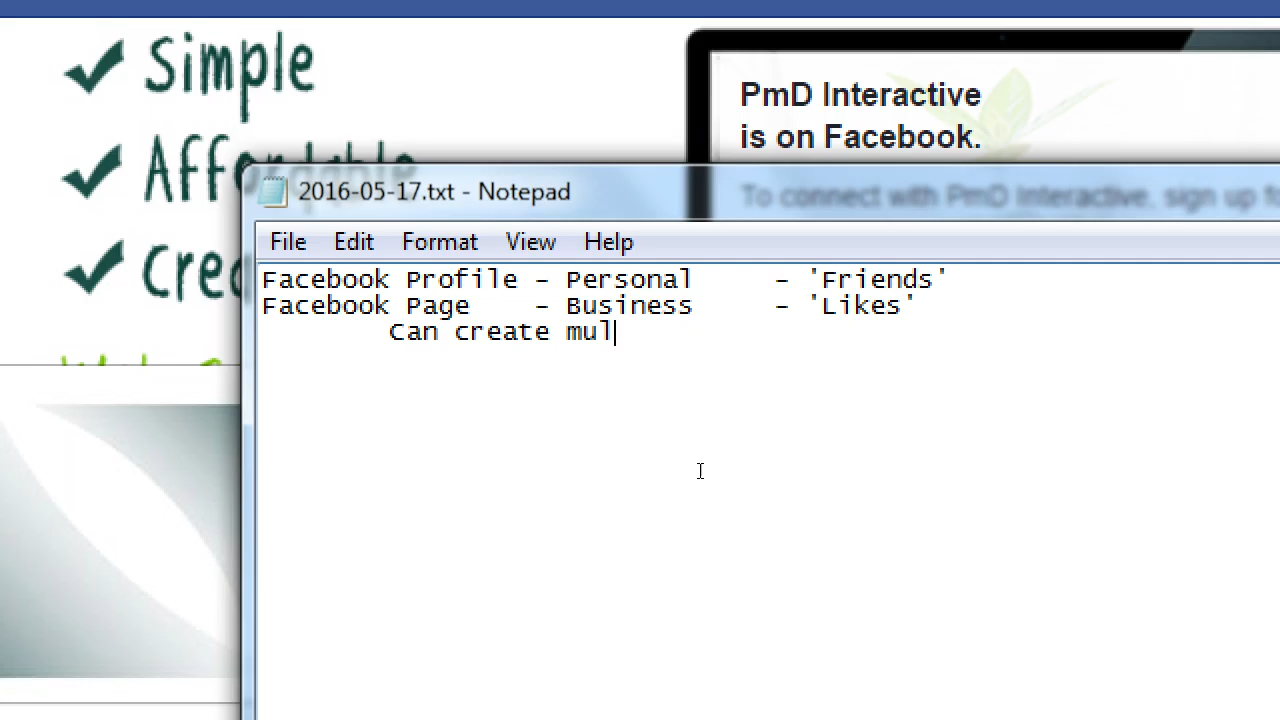 Simple
Affordable
PmD Interactive
is on Facebook.
To connect with PmD Interactive, sign up
2016-05-17.txt - Notepad
File Edit Format View Help
Facebook Profile - Personal - 'Friends'
Facebook Page - Business - 'Likes'
Can create mul